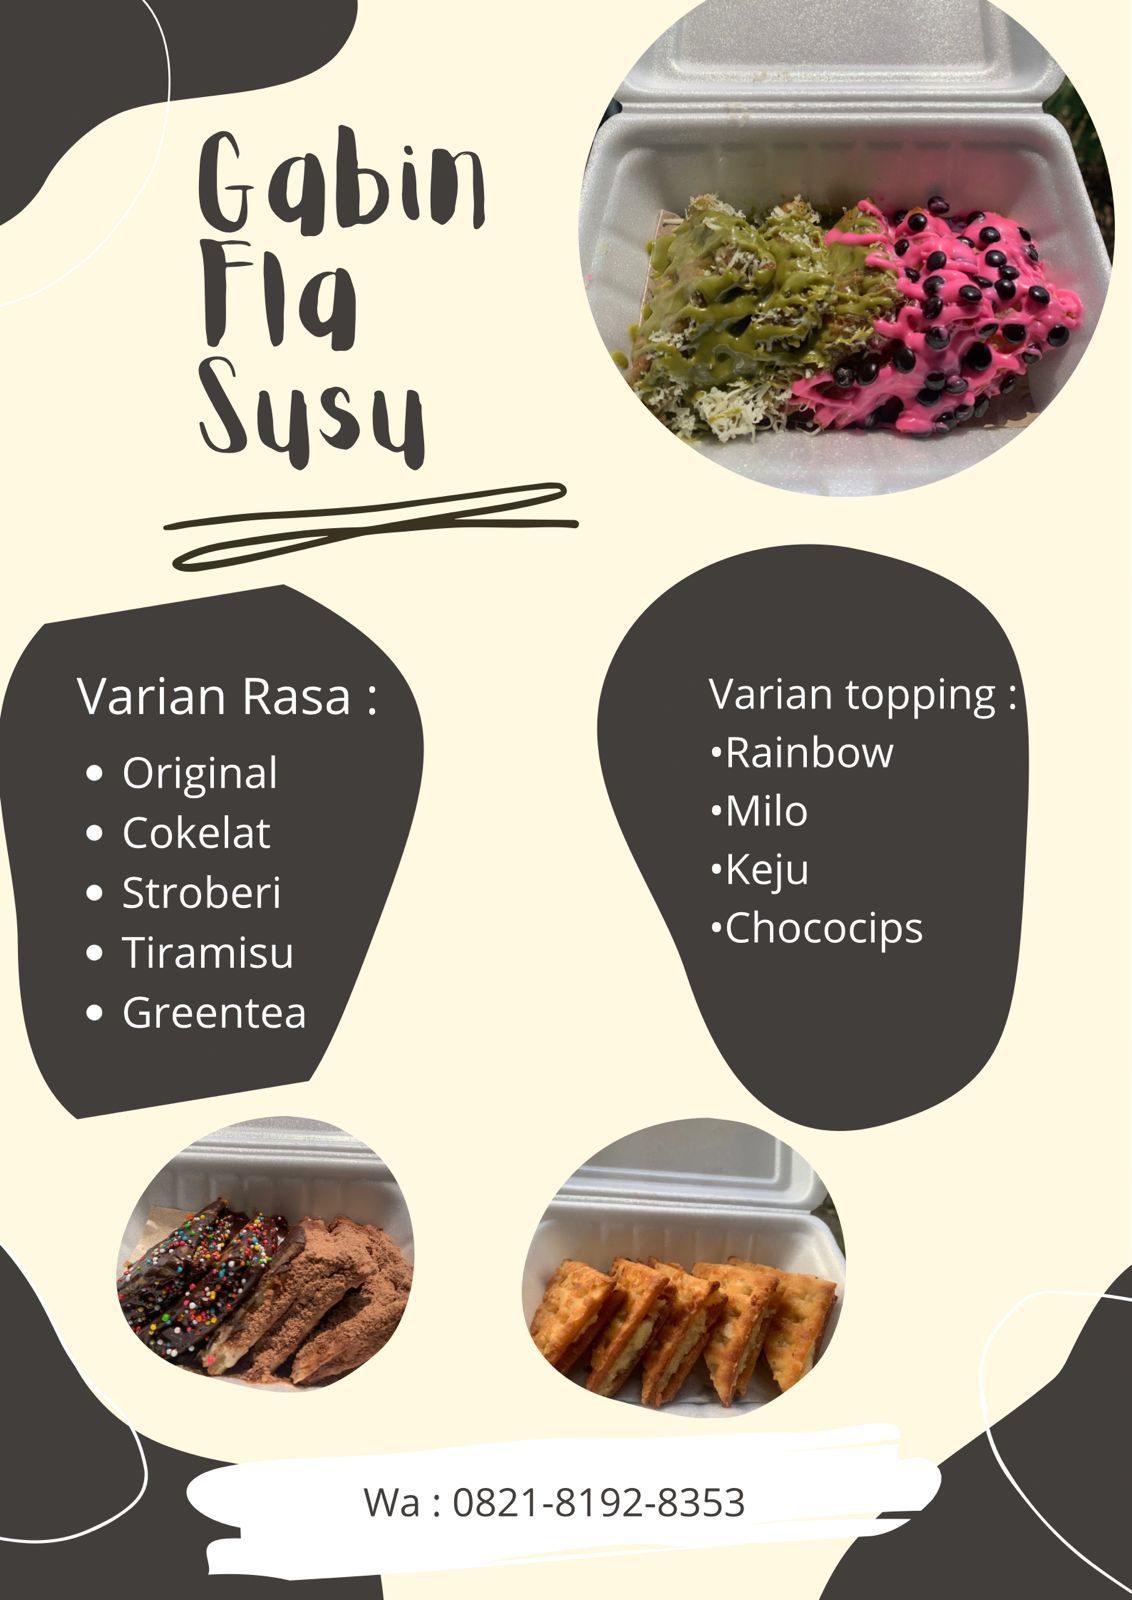 Gabin
Fla
Susu
Varian Rasa :
• Original
• Cokelat
• Stroberi
• Tiramisu
• Greentea
Varian topping :
•Rainbow
•Milo
•Keju
•Chococips
Wa : 0821-8192-8353